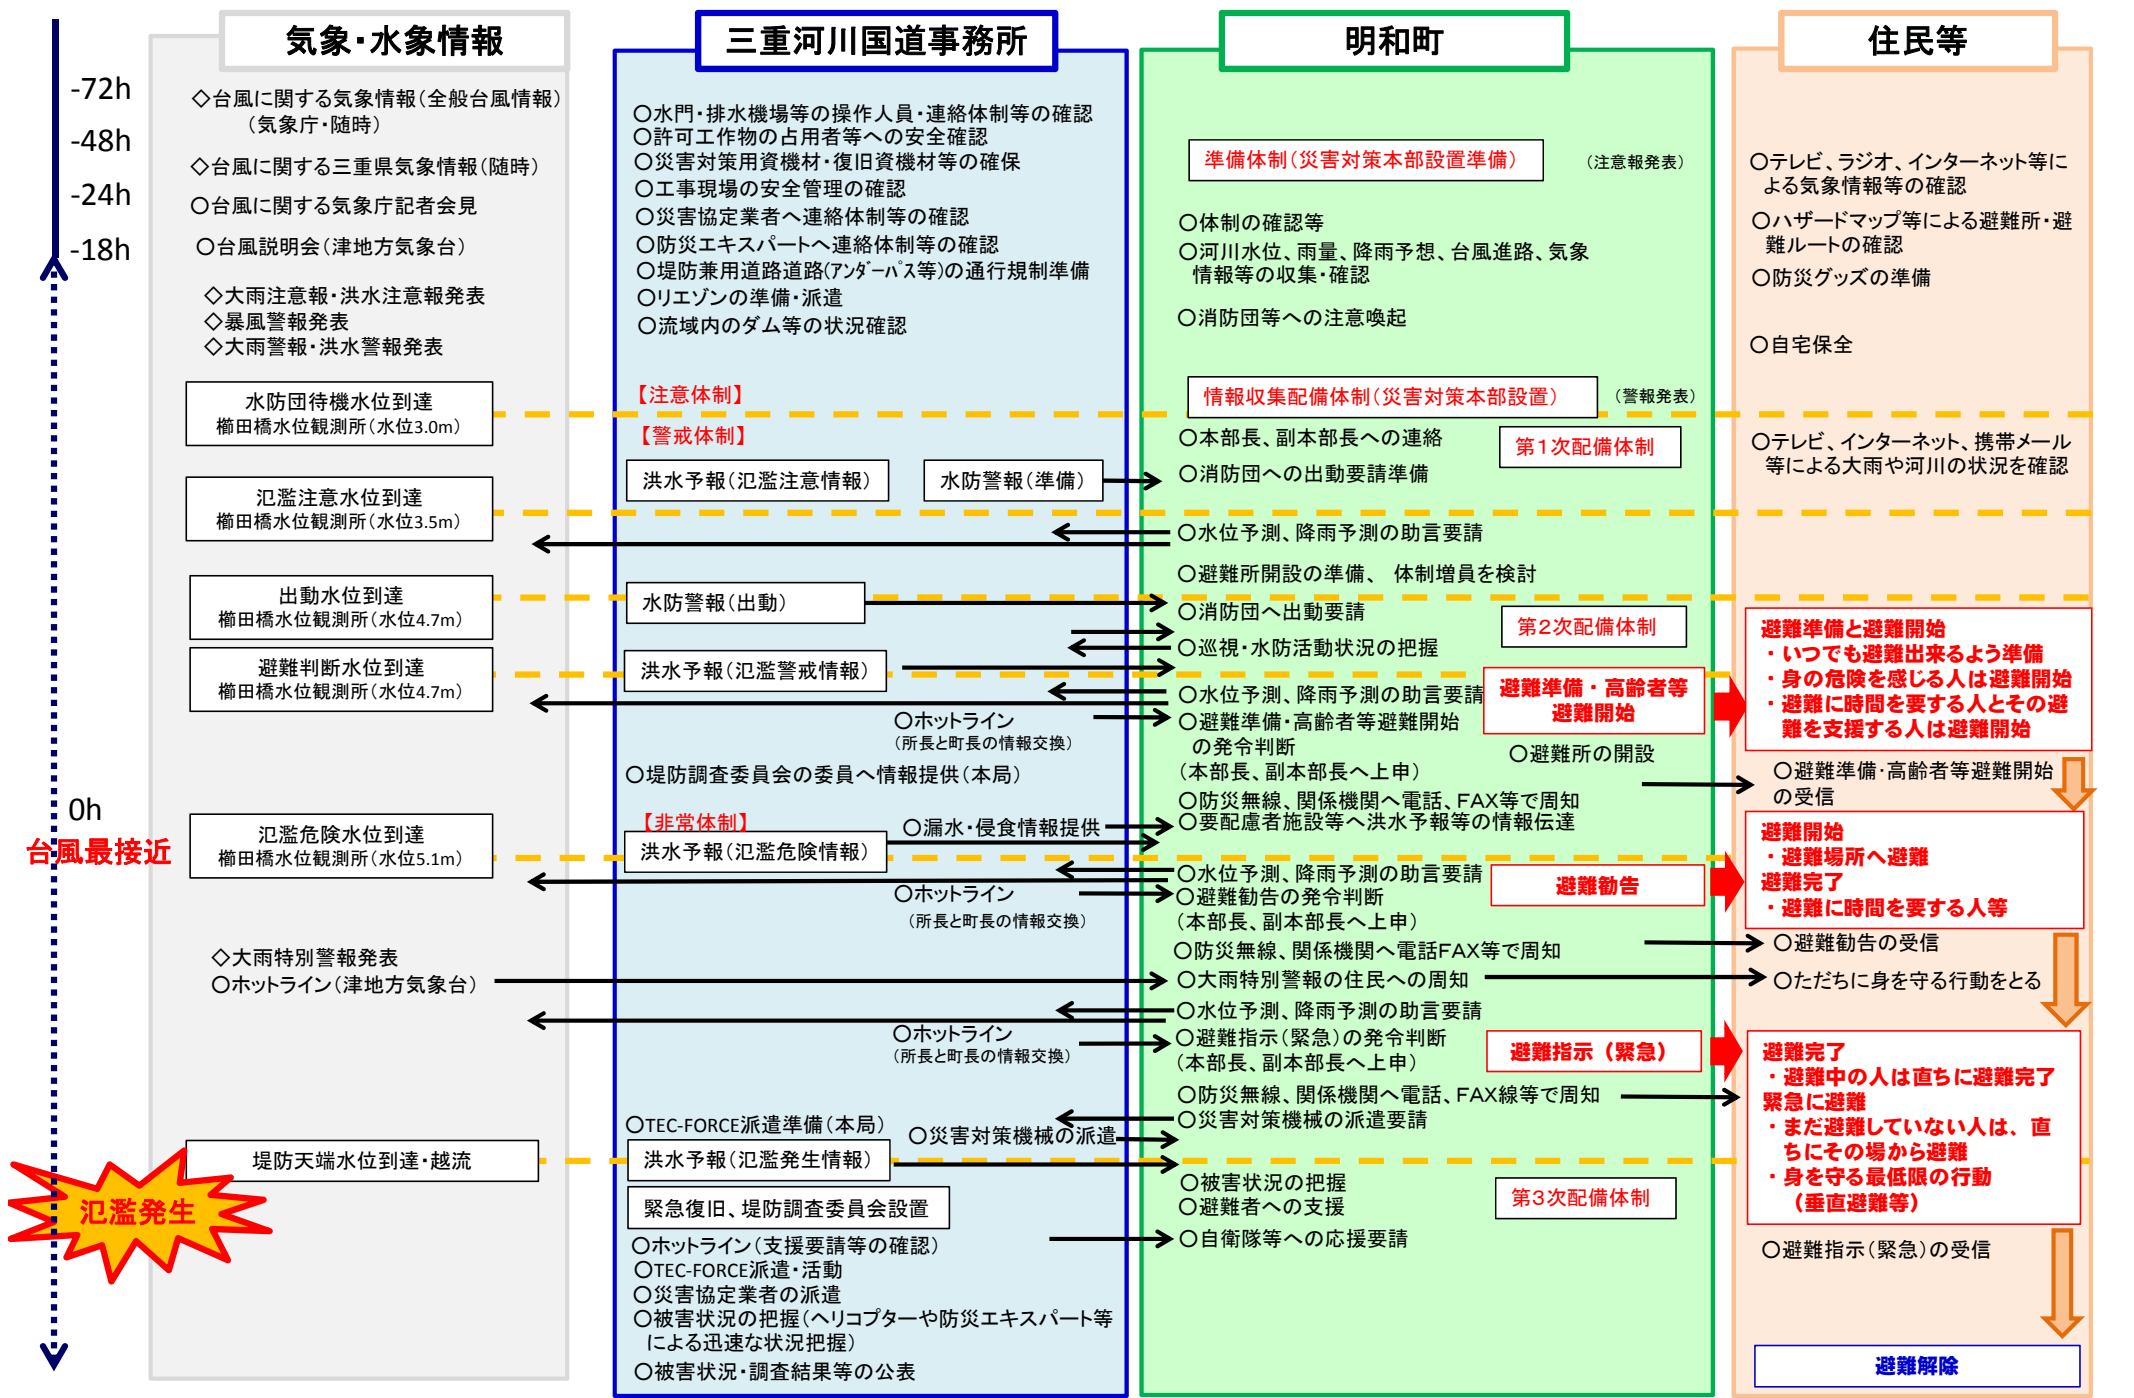 気象・水象情報
三重河川国道事務所
明和町
住民等
-72h
-48h
-24h
-18h
0h
台風最接近
氾濫発生
◇台風に関する気象情報(全般台風情報)
(気象庁・随時)
◇台風に関する三重県気象情報(随時)
○台風に関する気象庁記者会見
○台風説明会(津地方気象台)
◇大雨注意報・洪水注意報発表
◇暴風警報発表
◇大雨警報・洪水警報発表
水防団待機水位到達
櫛田橋水位観測所(水位3.0m)
氾濫注意水位到達
櫛田橋水位観測所(水位3.5m)
出動水位到達
櫛田橋水位観測所(水位4.7m)
避難判断水位到達
櫛田橋水位観測所(水位4.7m)
氾濫危険水位到達
櫛田橋水位観測所(水位5.1m)
◇大雨特別警報発表
○ホットライン(津地方気象台)
堤防天端水位到達・越流
○水門・排水機場等の操作人員・連絡体制等の確認
○許可工作物の占用者等への安全確認
○災害対策用資機材・復旧資機材等の確保
○工事現場の安全管理の確認
○災害協定業者へ連絡体制等の確認
○防災エキスパートへ連絡体制等の確認
○堤防兼用道路道路(アンダーパス等)の通行規制準備
○リエゾンの準備・派遣
○流域内のダム等の状況確認
【注意体制】
【警戒体制】
洪水予報(氾濫注意情報)
水防警報(準備)
水防警報(出動)
洪水予報(氾濫警戒情報)
○ホットライン
(所長と町長の情報交換)
○堤防調査委員会の委員へ情報提供(本局)
【非常体制】
○漏水・侵食情報提供
洪水予報(氾濫危険情報)
○ホットライン
(所長と町長の情報交換)
○ホットライン
(所長と町長の情報交換)
○TEC-FORCE派遣準備(本局)
○災害対策機械の派遣
洪水予報(氾濫発生情報)
緊急復旧、堤防調査委員会設置
○ホットライン(支援要請等の確認)
○TEC-FORCE派遣・活動
○災害協定業者の派遣
○被害状況の把握(ヘリコプターや防災エキスパート等
による迅速な状況把握)
○被害状況・調査結果等の公表
準備体制(災害対策本部設置準備)
(注意報発表)
○体制の確認等
○河川水位、雨量、降雨予想、台風進路、気象
情報等の収集・確認
○消防団等への注意喚起
情報収集配備体制(災害対策本部設置)
(警報発表)
○本部長、副本部長への連絡
第1次配備体制
○消防団への出動要請準備
○水位予測、降雨予測の助言要請
○避難所開設の準備、 体制増員を検討
○消防団へ出動要請
第2次配備体制
○巡視・水防活動状況の把握
○水位予測、降雨予測の助言要請
避難準備・高齢者等
避難開始
○避難準備・高齢者等避難開始
の発令判断
(本部長、副本部長へ上申)
○避難所の開設
○防災無線、関係機関へ電話、FAX等で周知
○要配慮者施設等へ洪水予報等の情報伝達
○水位予測、降雨予測の助言要請
避難勧告
○避難勧告の発令判断
(本部長、副本部長へ上申)
○防災無線、関係機関へ電話FAX等で周知
○大雨特別警報の住民への周知
○水位予測、降雨予測の助言要請
○避難指示(緊急)の発令判断
(本部長、副本部長へ上申)
避難指示(緊急)
○防災無線、関係機関へ電話、FAX線等で周知
○災害対策機械の派遣要請
○被害状況の把握
○避難者への支援
第3次配備体制
○自衛隊等への応援要請
○テレビ、ラジオ、インターネット等に
よる気象情報等の確認
○ハザードマップ等による避難所・避
難ルートの確認
○防災グッズの準備
○自宅保全
○テレビ、インターネット、携帯メール
等による大雨や河川の状況を確認
避難準備と避難開始
・いつでも避難出来るよう準備
・身の危険を感じる人は避難開始
・避難に時間を要する人とその避
難を支援する人は避難開始
○避難準備・高齢者等避難開始
の受信
避難開始
・避難場所へ避難
避難完了
・避難に時間を要する人等
○避難勧告の受信
○ただちに身を守る行動をとる
避難完了
・避難中の人は直ちに避難完了
緊急に避難
・まだ避難していない人は、直
ちにその場から避難
・身を守る最低限の行動
(垂直避難等)
○避難指示(緊急)の受信
避難解除